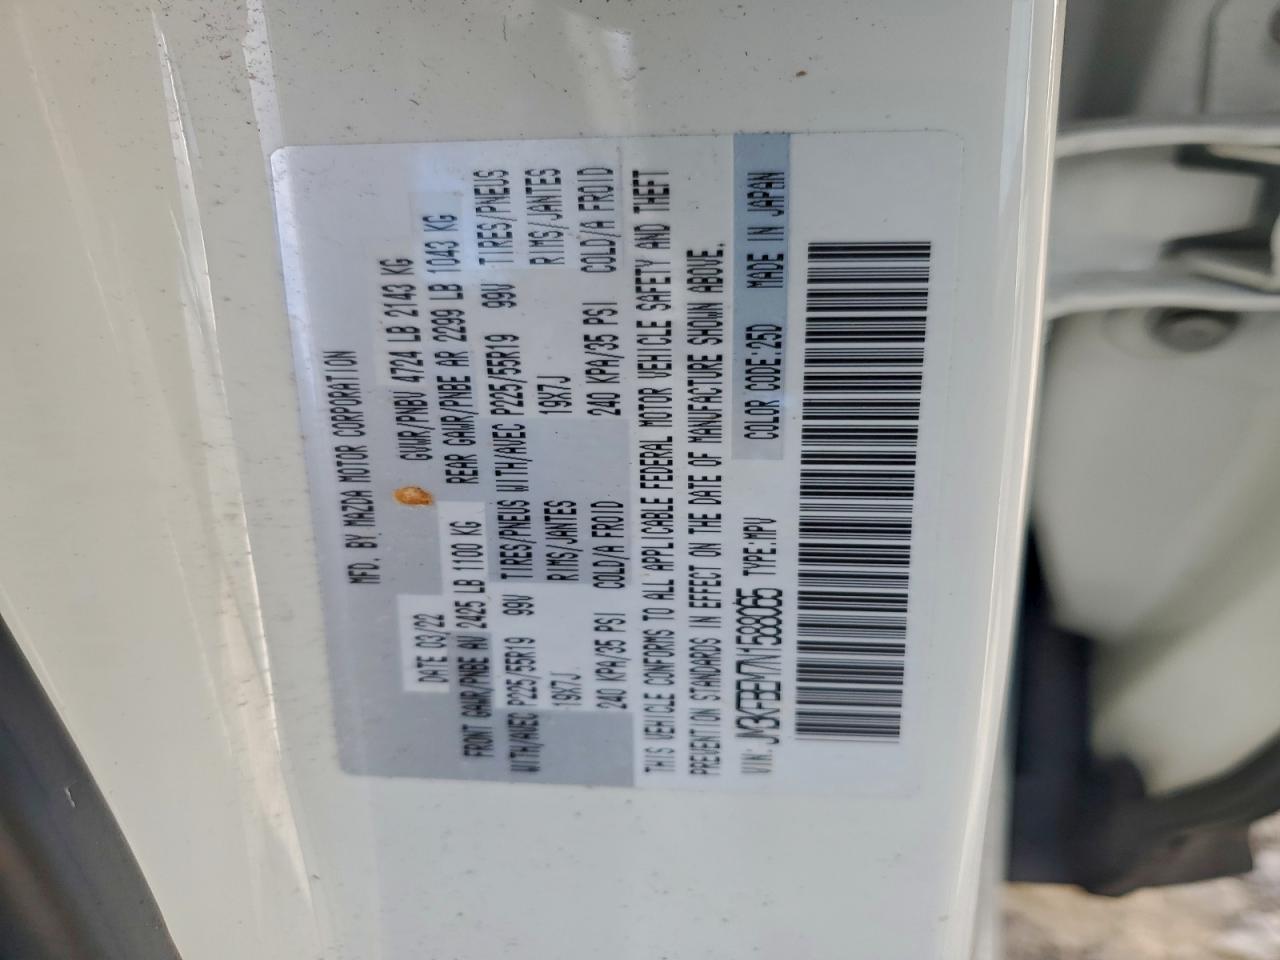 MFD. BY MAZDA MOTOR CORPORATION
DATE 03/22 GVWR/PNBV 4724 LB 2143 KG
FRONT GAWR/PNBE AV 2425 LB 1100 KG REAR GAWR/PNBE AR 2299 LB 1043 KG
WITH/AVEC P225/55R19 99V TIRES/PNEUS WITH/AVEC P225/55R19 99V TIRES/PNEUS
19X7J RIMS/JANTES 19X7J RIMS/JANTES
240 KPA/35 PSI COLD/A FROID 240 KPA/35 PSI COLD/A FROID
THIS VEHICLE CONFORMS TO ALL APPLICABLE FEDERAL MOTOR VEHICLE SAFETY AND THEFT
PREVENTION STANDARDS IN EFFECT ON THE DATE OF MANUFACTURE SHOWN ABOVE.
VIN: JM3KFBEM7N1588065 TYPE:MPV COLOR CODE:25D MADE IN JAPAN